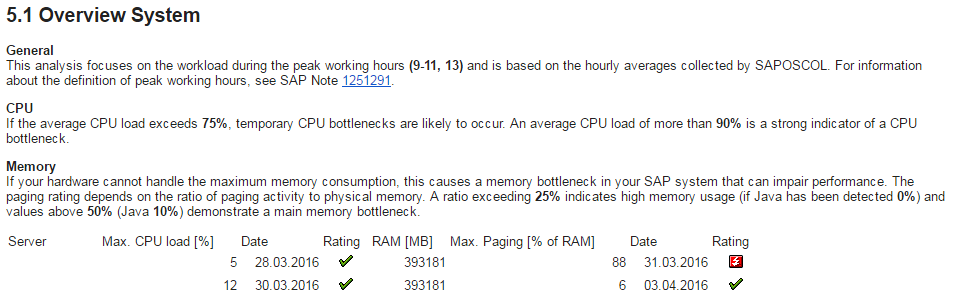 5.1 Overview System
General
This analysis focuses on the workload during the peak working hours (9-11, 13) and is based on the hourly averages collected by SAPOSCOL. For information
about the definition of peak working hours, see SAP Note 1251291.
CPU
If the average CPU load exceeds 75%, temporary CPU bottlenecks are likely to occur. An average CPU load of more than 90% is a strong indicator of a CPU
bottleneck.
Memory
If your hardware cannot handle the maximum memory consumption, this causes a memory bottleneck in your SAP system that can impair performance. The
paging rating depends on the ratio of paging activity to physical memory. A ratio exceeding 25% indicates high memory usage (if Java has been detected 0%) and
values above 50% (Java 10%) demonstrate a main memory bottleneck.
Server Max. CPU load [%] Date Rating RAM [MB] Max. Paging [% of RAM] Date Rating
5 28.03.2016 393181 88 31.03.2016
12 30.03.2016 393181 6 03.04.2016